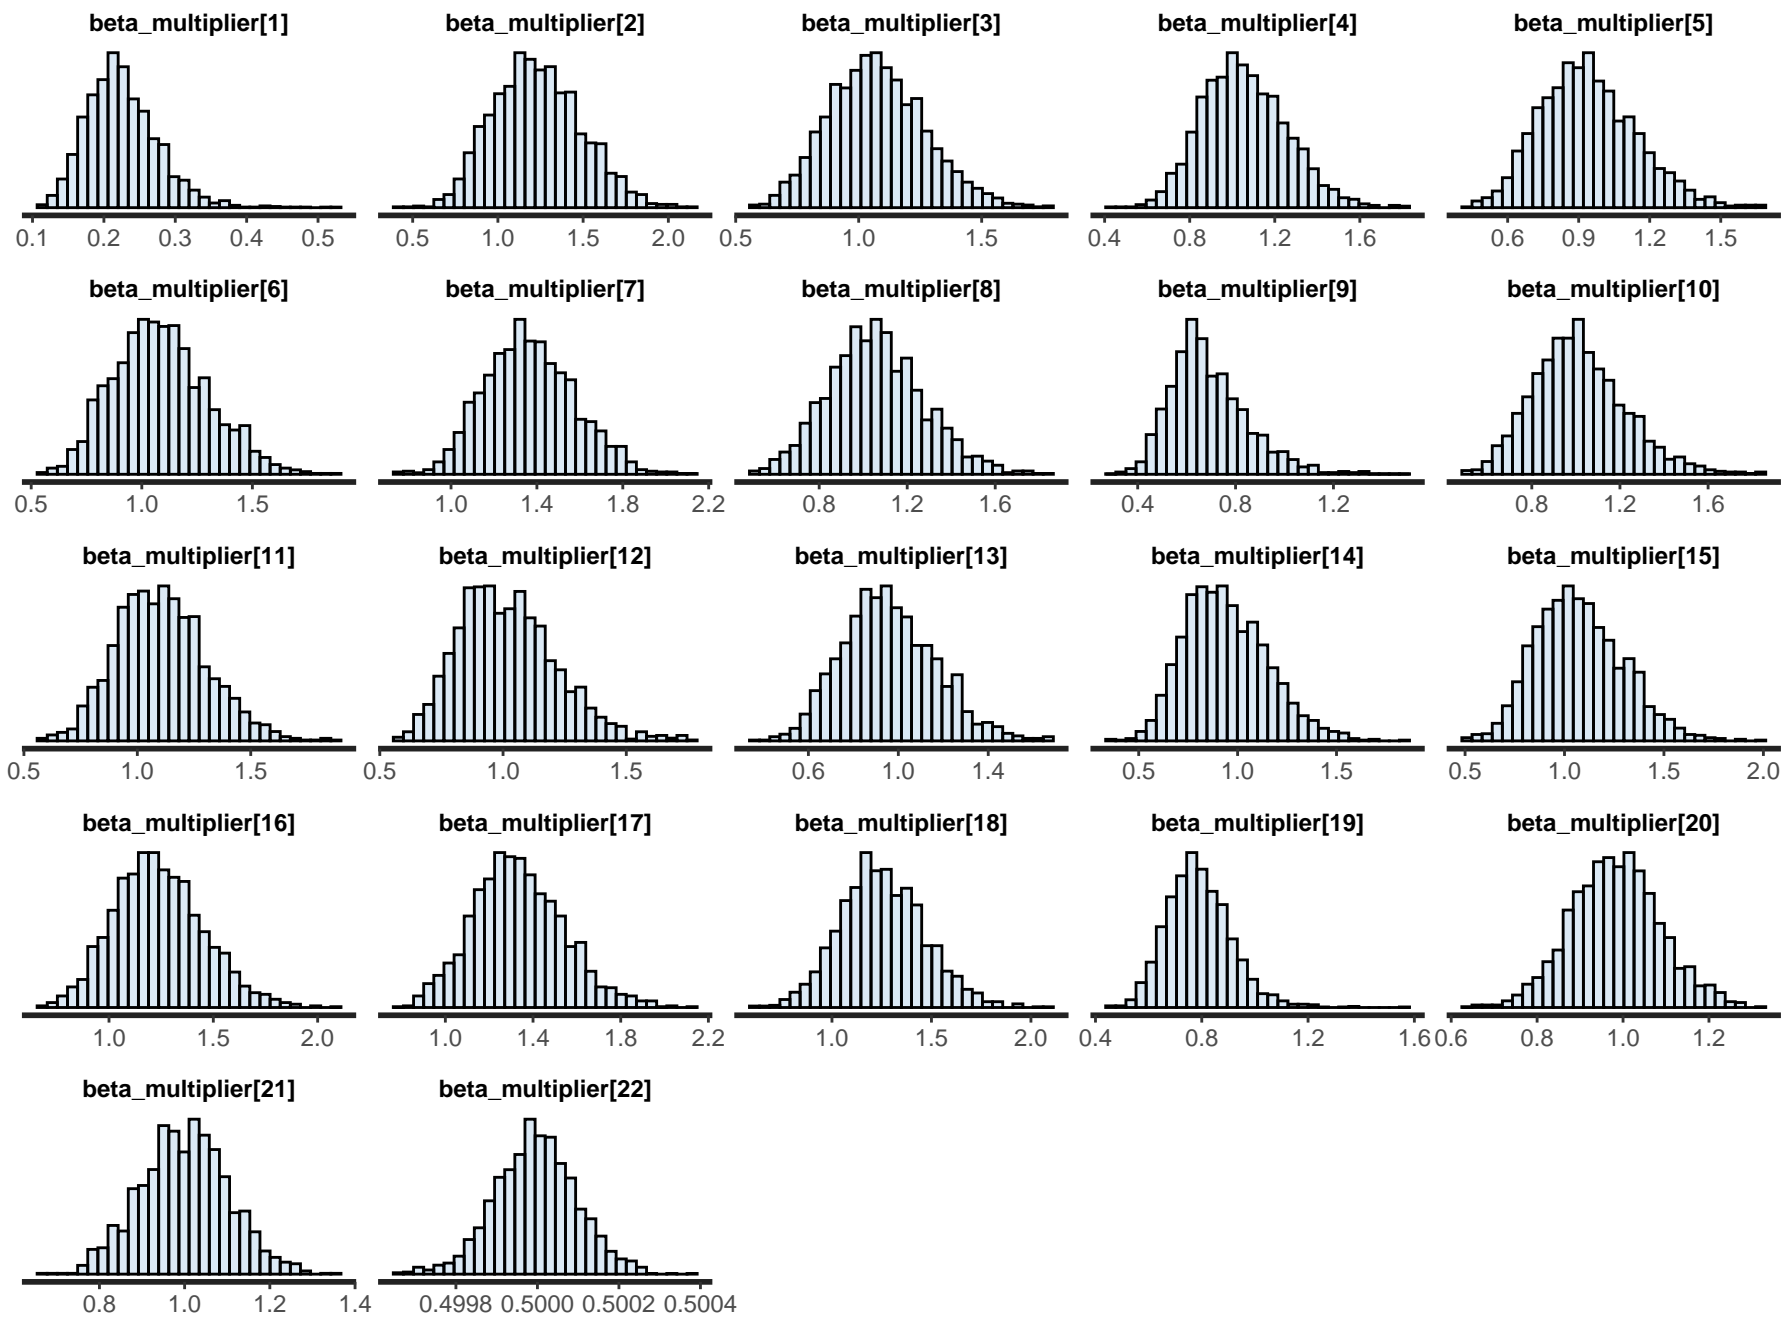 beta_multiplier[1] beta_multiplier[2] beta_multiplier[3] beta_multiplier[4] beta_multiplier[5]
0.1 0.2 0.3 0.4 0.5 0.5 1.0 1.5 2.0 0.5 1.0 1.5 0.4 0.8 1.2 1.6 0.6 0.9 1.2 1.5
beta_multiplier[6] beta_multiplier[7] beta_multiplier[8] beta_multiplier[9] beta_multiplier[10]
0.5 1.0 1.5 1.0 1.4 1.8 2.2 0.8 1.2 1.6 0.4 0.8 1.2 0.8 1.2 1.6
beta_multiplier[11] beta_multiplier[12] beta_multiplier[13] beta_multiplier[14] beta_multiplier[15]
0.5 1.0 1.5 0.5 1.0 1.5 0.6 1.0 1.4 0.5 1.0 1.5 0.5 1.0 1.5 2.0
beta_multiplier[16] beta_multiplier[17] beta_multiplier[18] beta_multiplier[19] beta_multiplier[20]
1.0 1.5 2.0 1.0 1.4 1.8 2.2 1.0 1.5 2.0 0.4 0.8 1.2 1.6 0.6 0.8 1.0 1.2
beta_multiplier[21] beta_multiplier[22]
0.8 1.0 1.2 1.4 0.4998 0.5000 0.5002 0.5004